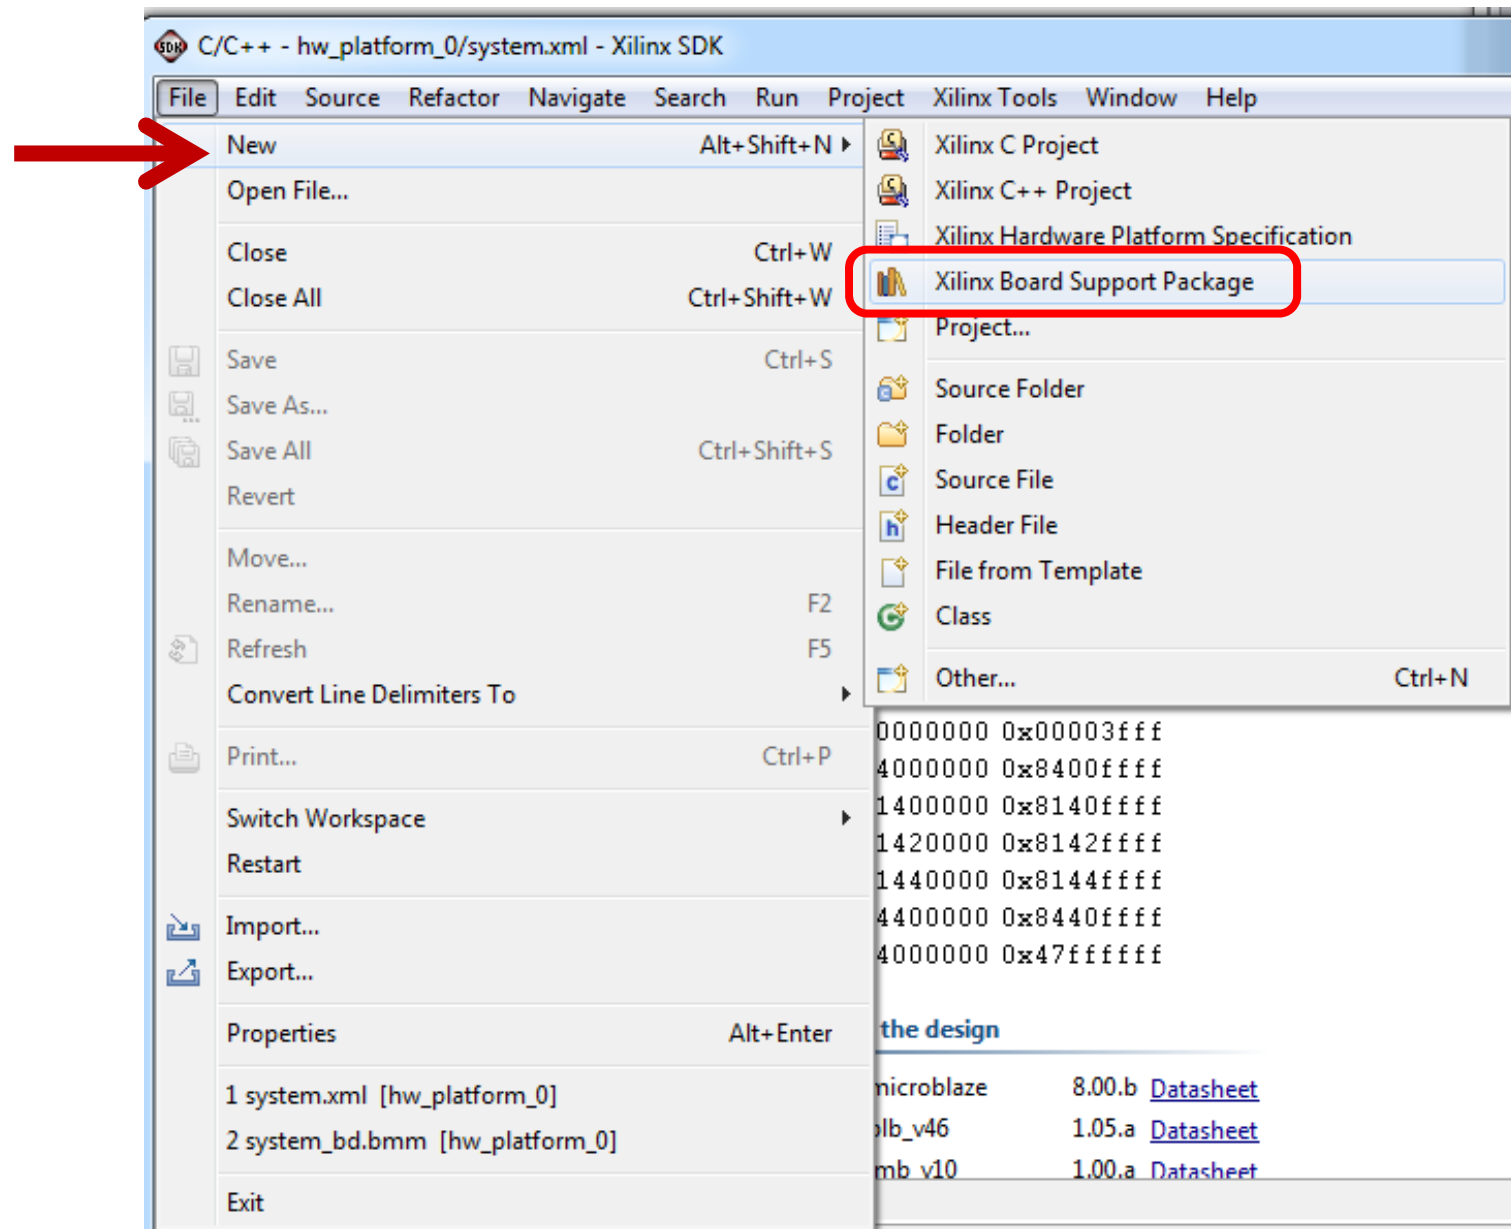 SDK C/C++ - hw_platform_0/system.xml - Xilinx SDK
File Edit Source Refactor Navigate Search Run Project Xilinx Tools Window Help
New Alt+Shift+N
Open File...
Close Ctrl+W
Close All Ctrl+Shift+W
Save Ctrl+S
Save As...
Save All Ctrl+Shift+S
Revert
Move...
Rename... F2
Refresh F5
Convert Line Delimiters To
Print... Ctrl+P
Switch Workspace
Restart
Import...
Export...
Properties Alt+Enter
1 system.xml [hw_platform_0]
2 system_bd.bmm [hw_platform_0]
Exit
Xilinx C Project
Xilinx C++ Project
Xilinx Hardware Platform Specification
Xilinx Board Support Package
Project...
Source Folder
Folder
Source File
Header File
File from Template
Class
Other... Ctrl+N
0000000 0x00003fff
4000000 0x8400ffff
1400000 0x8140ffff
1420000 0x8142ffff
1440000 0x8144ffff
4400000 0x8440ffff
4000000 0x47ffffff
the design
microblaze 8.00.b Datasheet
plb_v46 1.05.a Datasheet
mb_v10 1.00.a Datasheet